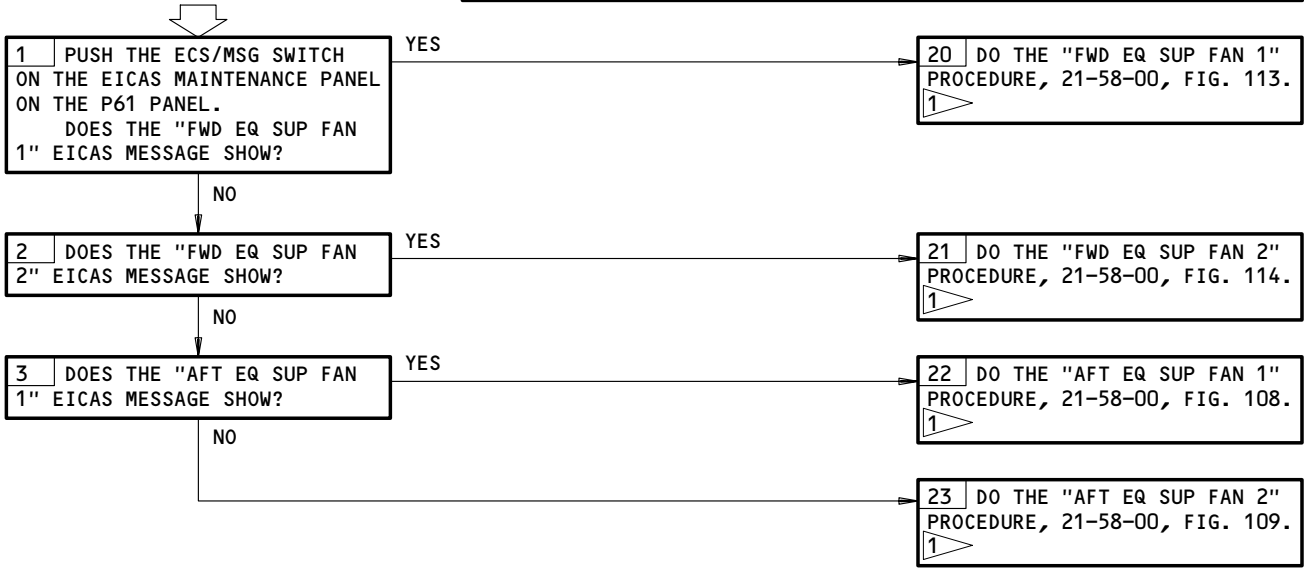 1 PUSH THE ECS/MSG SWITCH
ON THE EICAS MAINTENANCE PANEL
ON THE P61 PANEL.
DOES THE "FWD EQ SUP FAN
1" EICAS MESSAGE SHOW?
YES
20 DO THE "FWD EQ SUP FAN 1"
PROCEDURE, 21-58-00, FIG. 113.
1
NO
2 DOES THE "FWD EQ SUP FAN
2" EICAS MESSAGE SHOW?
YES
21 DO THE "FWD EQ SUP FAN 2"
PROCEDURE, 21-58-00, FIG. 114.
1
NO
3 DOES THE "AFT EQ SUP FAN
1" EICAS MESSAGE SHOW?
YES
22 DO THE "AFT EQ SUP FAN 1"
PROCEDURE, 21-58-00, FIG. 108.
1
NO
23 DO THE "AFT EQ SUP FAN 2"
PROCEDURE, 21-58-00, FIG. 109.
1